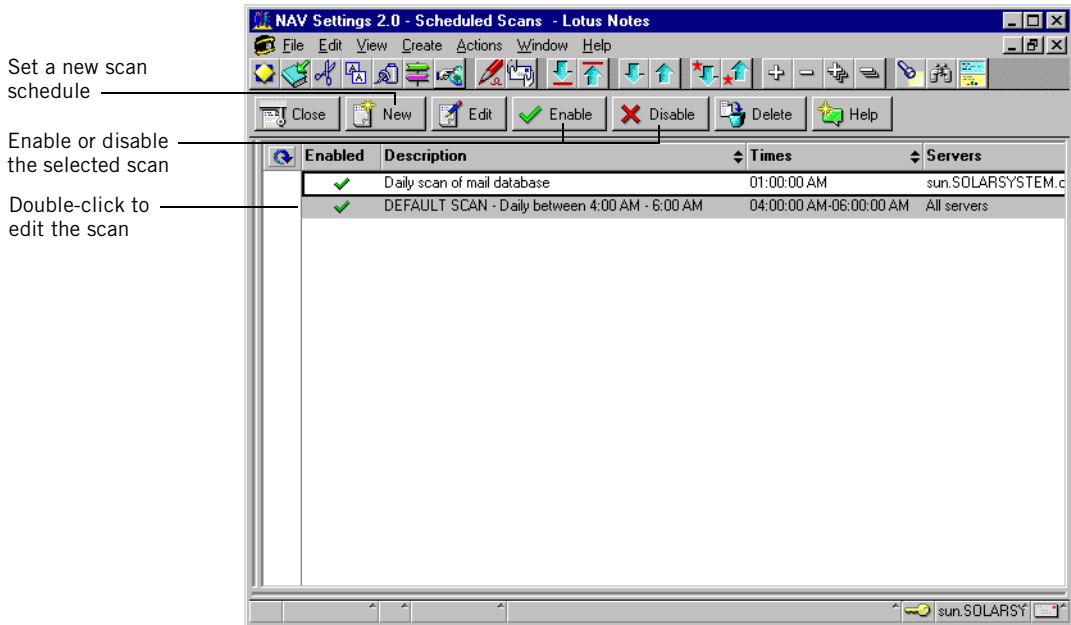 NAV Settings 2.0 - Scheduled Scans - Lotus Notes
File Edit View Create Actions Window Help
Set a new scan
schedule
Close New Edit Enable Disable Delete Help
Enable or disable
the selected scan
Enabled Description Times Servers
Daily scan of mail database 01:00:00 AM sun.SOLARSYSTEM.c
Double-click to
edit the scan
DEFAULT SCAN - Daily between 4:00 AM - 6:00 AM 04:00:00 AM-06:00:00 AM All servers
sun.SOLARSY